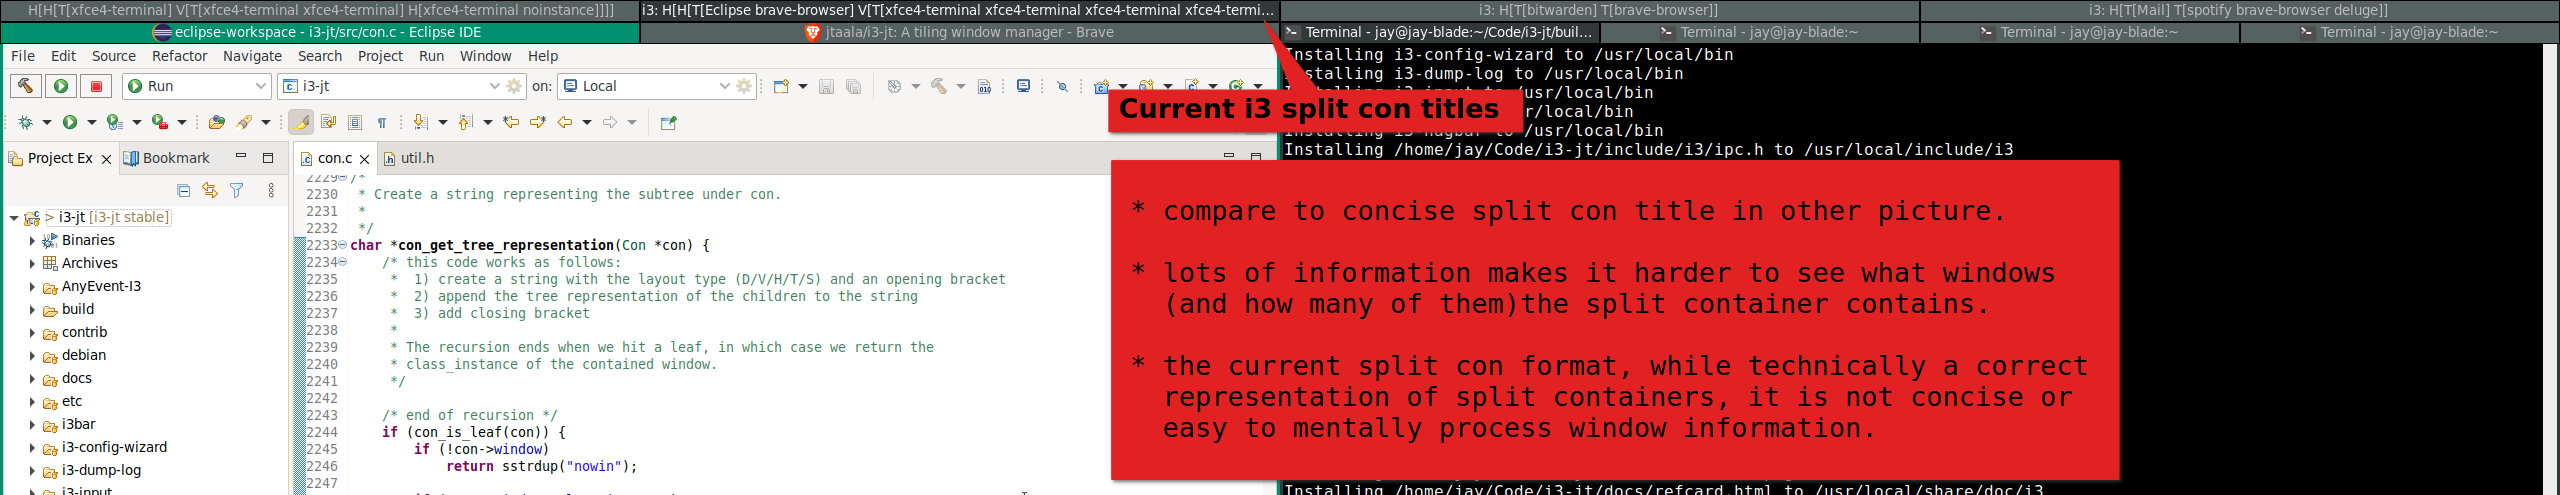 H[H[T[xfce4-terminal] V[T[xfce4-terminal xfce4-terminal] H[xfce4-terminal noinstance]]]]
i3: H[H[T[Eclipse brave-browser] V[T[xfce4-terminal xfce4-terminal xfce4-terminal xfce4-termi...
i3: H[T[bitwarden] T[brave-browser]]
i3: H[T[Mail] T[spotify brave-browser deluge]]
eclipse-workspace - i3-jt/src/con.c - Eclipse IDE
jtaala/i3-jt: A tiling window manager - Brave
Terminal - jay@jay-blade:~/Code/i3-jt/buil...
Terminal - jay@jay-blade:~
Terminal - jay@jay-blade:~
Terminal - jay@jay-blade:~
File Edit Source Refactor Navigate Search Project Run Window Help
Run i3-jt on: Local
Project Ex Bookmark
> i3-jt [i3-jt stable]
Binaries
Archives
AnyEvent-I3
build
contrib
debian
docs
etc
i3bar
i3-config-wizard
i3-dump-log
i3-input
con.c util.h
2229 /*
2230 * Create a string representing the subtree under con.
2231 *
2232 */
2233 char *con_get_tree_representation(Con *con) {
2234 /* this code works as follows:
2235 * 1) create a string with the layout type (D/V/H/T/S) and an opening bracket
2236 * 2) append the tree representation of the children to the string
2237 * 3) add closing bracket
2238 *
2239 * The recursion ends when we hit a leaf, in which case we return the
2240 * class_instance of the contained window.
2241 */
2242
2243 /* end of recursion */
2244 if (con_is_leaf(con)) {
2245 if (!con->window)
2246 return sstrdup("nowin");
2247
Installing i3-config-wizard to /usr/local/bin
nstalling i3-dump-log to /usr/local/bin
/usr/local/bin
r/local/bin
to /usr/local/bin
Installing /home/jay/Code/i3-jt/include/i3/ipc.h to /usr/local/include/i3
Current i3 split con titles
* compare to concise split con title in other picture.
* lots of information makes it harder to see what windows
(and how many of them)the split container contains.
* the current split con format, while technically a correct
representation of split containers, it is not concise or
easy to mentally process window information.
Installing /home/jay/Code/i3-jt/docs/refcard.html to /usr/local/share/doc/i3